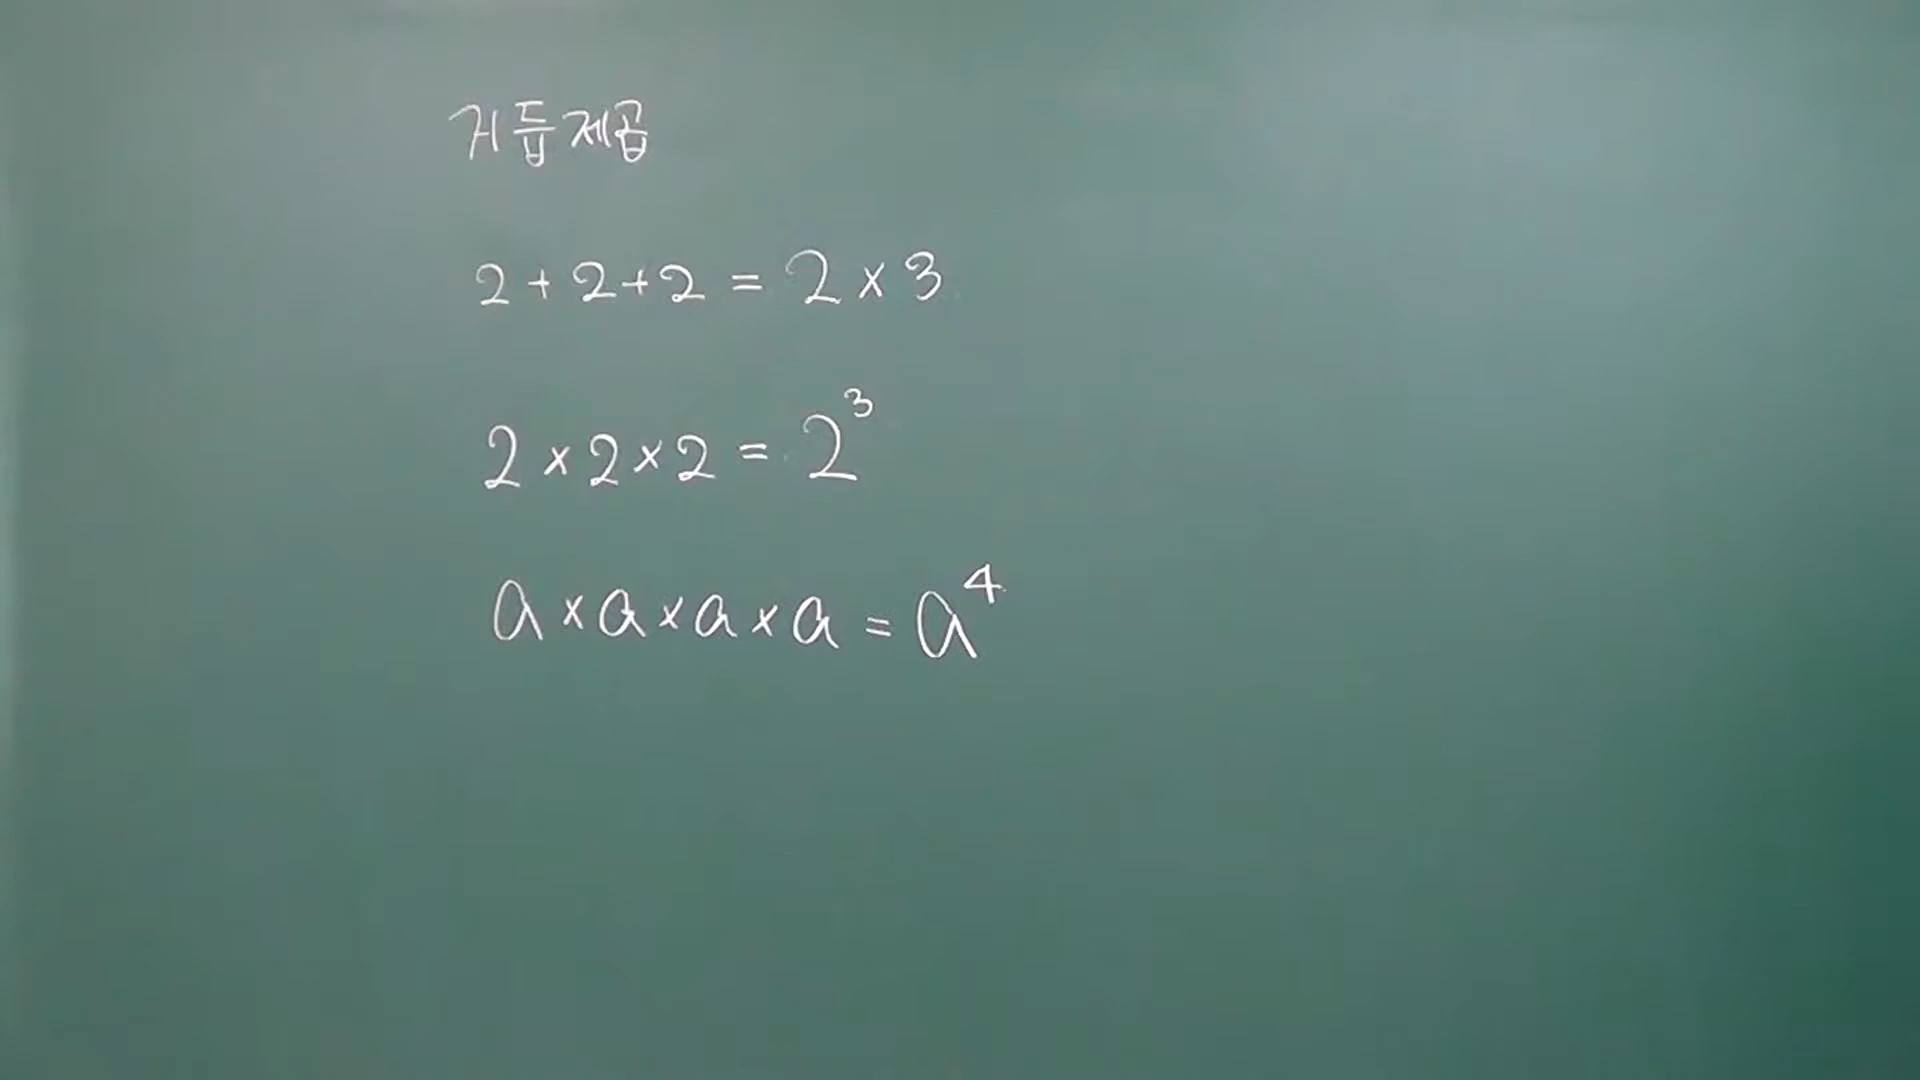 거듭제곱
2 + 2 + 2 = 2 × 3
2 × 2 × 2 = 2³
a × a × a × a = a⁴